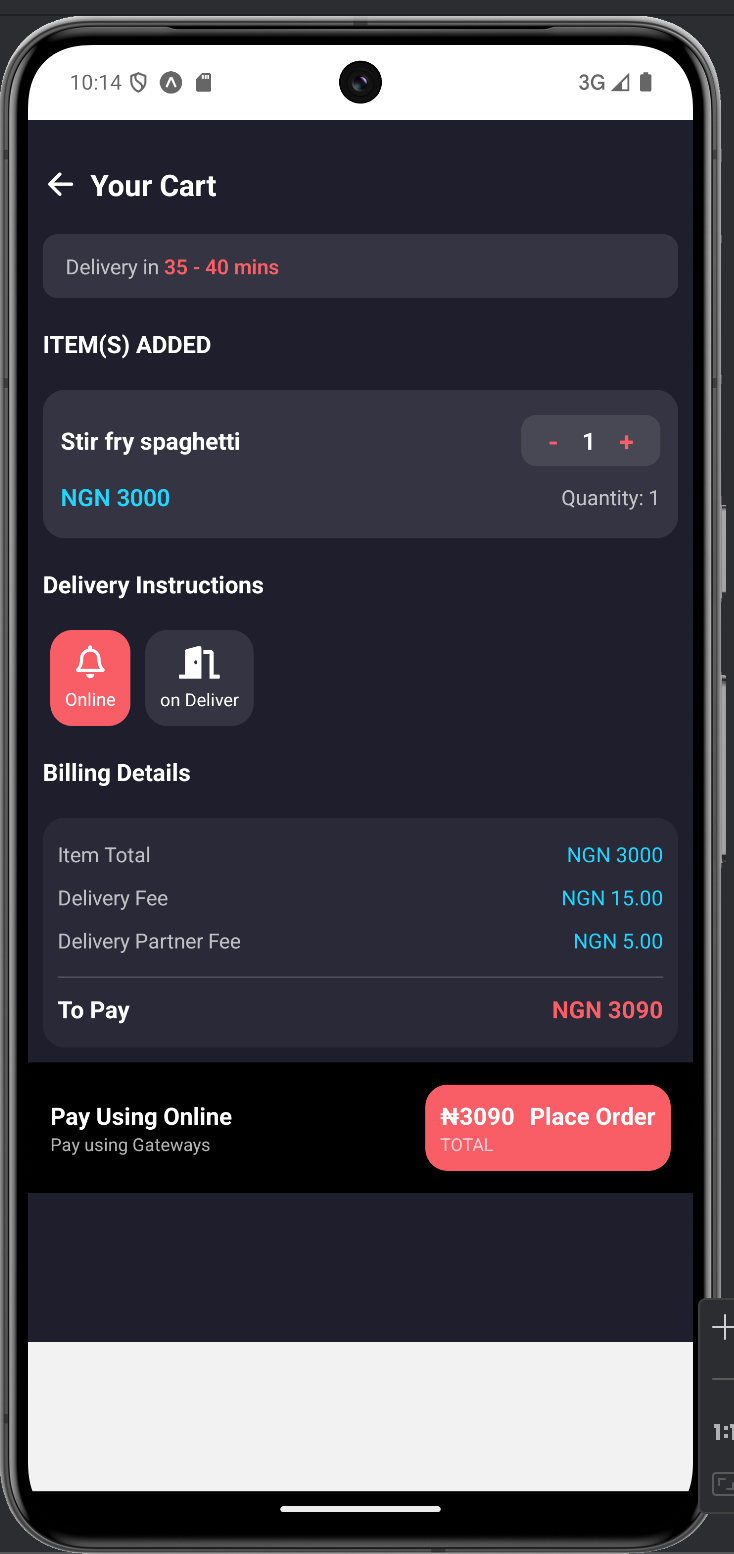 10:14 3G
Your Cart
Delivery in 35 - 40 mins
ITEM(S) ADDED
Stir fry spaghetti - 1 +
NGN 3000 Quantity: 1
Delivery Instructions
Online on Deliver
Billing Details
Item Total NGN 3000
Delivery Fee NGN 15.00
Delivery Partner Fee NGN 5.00
To Pay NGN 3090
Pay Using Online ₦3090 Place Order
Pay using Gateways TOTAL